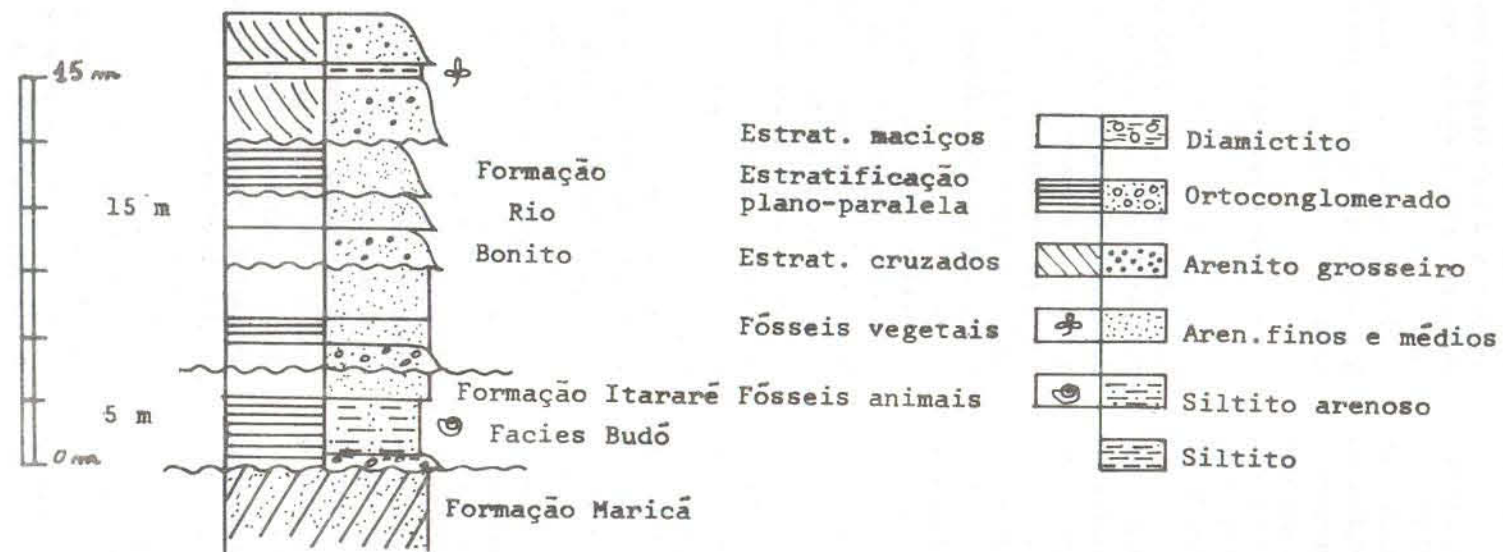 15 m
15 m
5 m
0 m
Formação
Rio
Bonito
Formação Itararé
Facies Budó
Formação Maricá
Estrat. maciços
Estratificação
plano-paralela
Estrat. cruzados
Fósseis vegetais
Fósseis animais
Diamictito
Ortoconglomerado
Arenito grosseiro
Aren.finos e médios
Siltito arenoso
Siltito